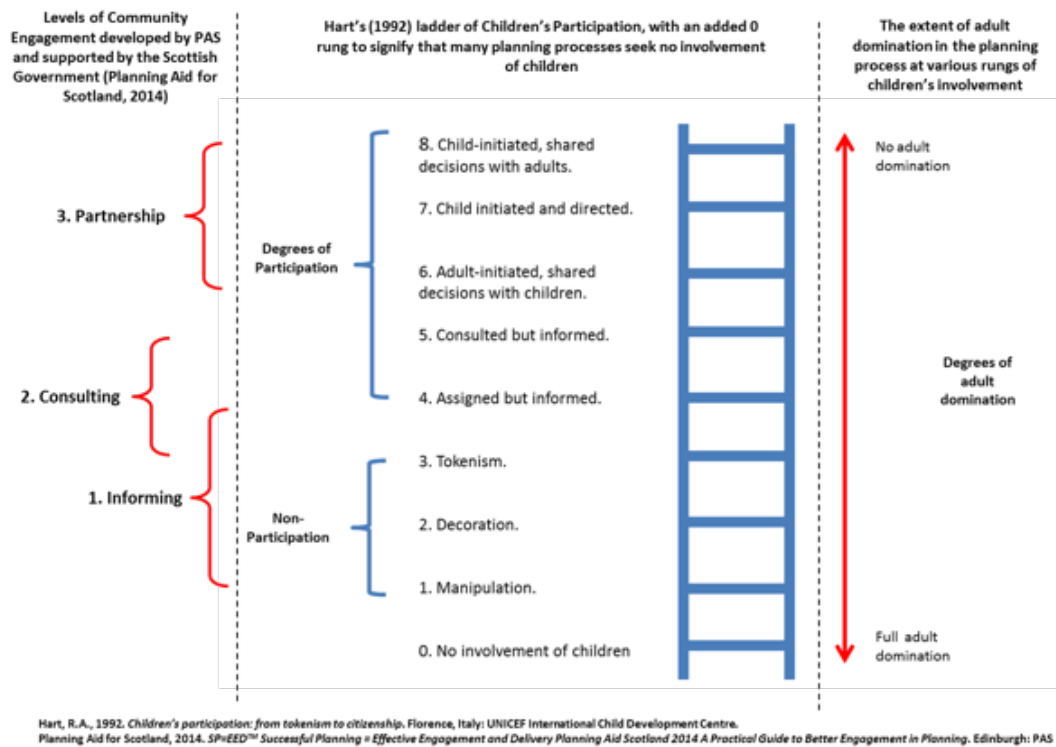 Levels of Community
Engagement developed by PAS
and supported by the Scottish
Government (Planning Aid for
Scotland, 2014)
Hart's (1992) ladder of Children's Participation, with an added 0
rung to signify that many planning processes seek no involvement
of children
The extent of adult
domination in the planning
process at various rungs of
children's involvement
3. Partnership
2. Consulting
1. Informing
Degrees of
Participation
Non-
Participation
8. Child-initiated, shared
decisions with adults.
7. Child initiated and directed.
6. Adult-initiated, shared
decisions with children.
5. Consulted but informed.
4. Assigned but informed.
3. Tokenism.
2. Decoration.
1. Manipulation.
0. No involvement of children
No adult
domination
Degrees of
adult
domination
Full adult
domination
Hart, R.A., 1992. Children's participation: from tokenism to citizenship. Florence, Italy: UNICEF International Child Development Centre.
Planning Aid for Scotland, 2014. SP=EED™ Successful Planning = Effective Engagement and Delivery Planning Aid Scotland 2014 A Practical Guide to Better Engagement in Planning. Edinburgh: PAS